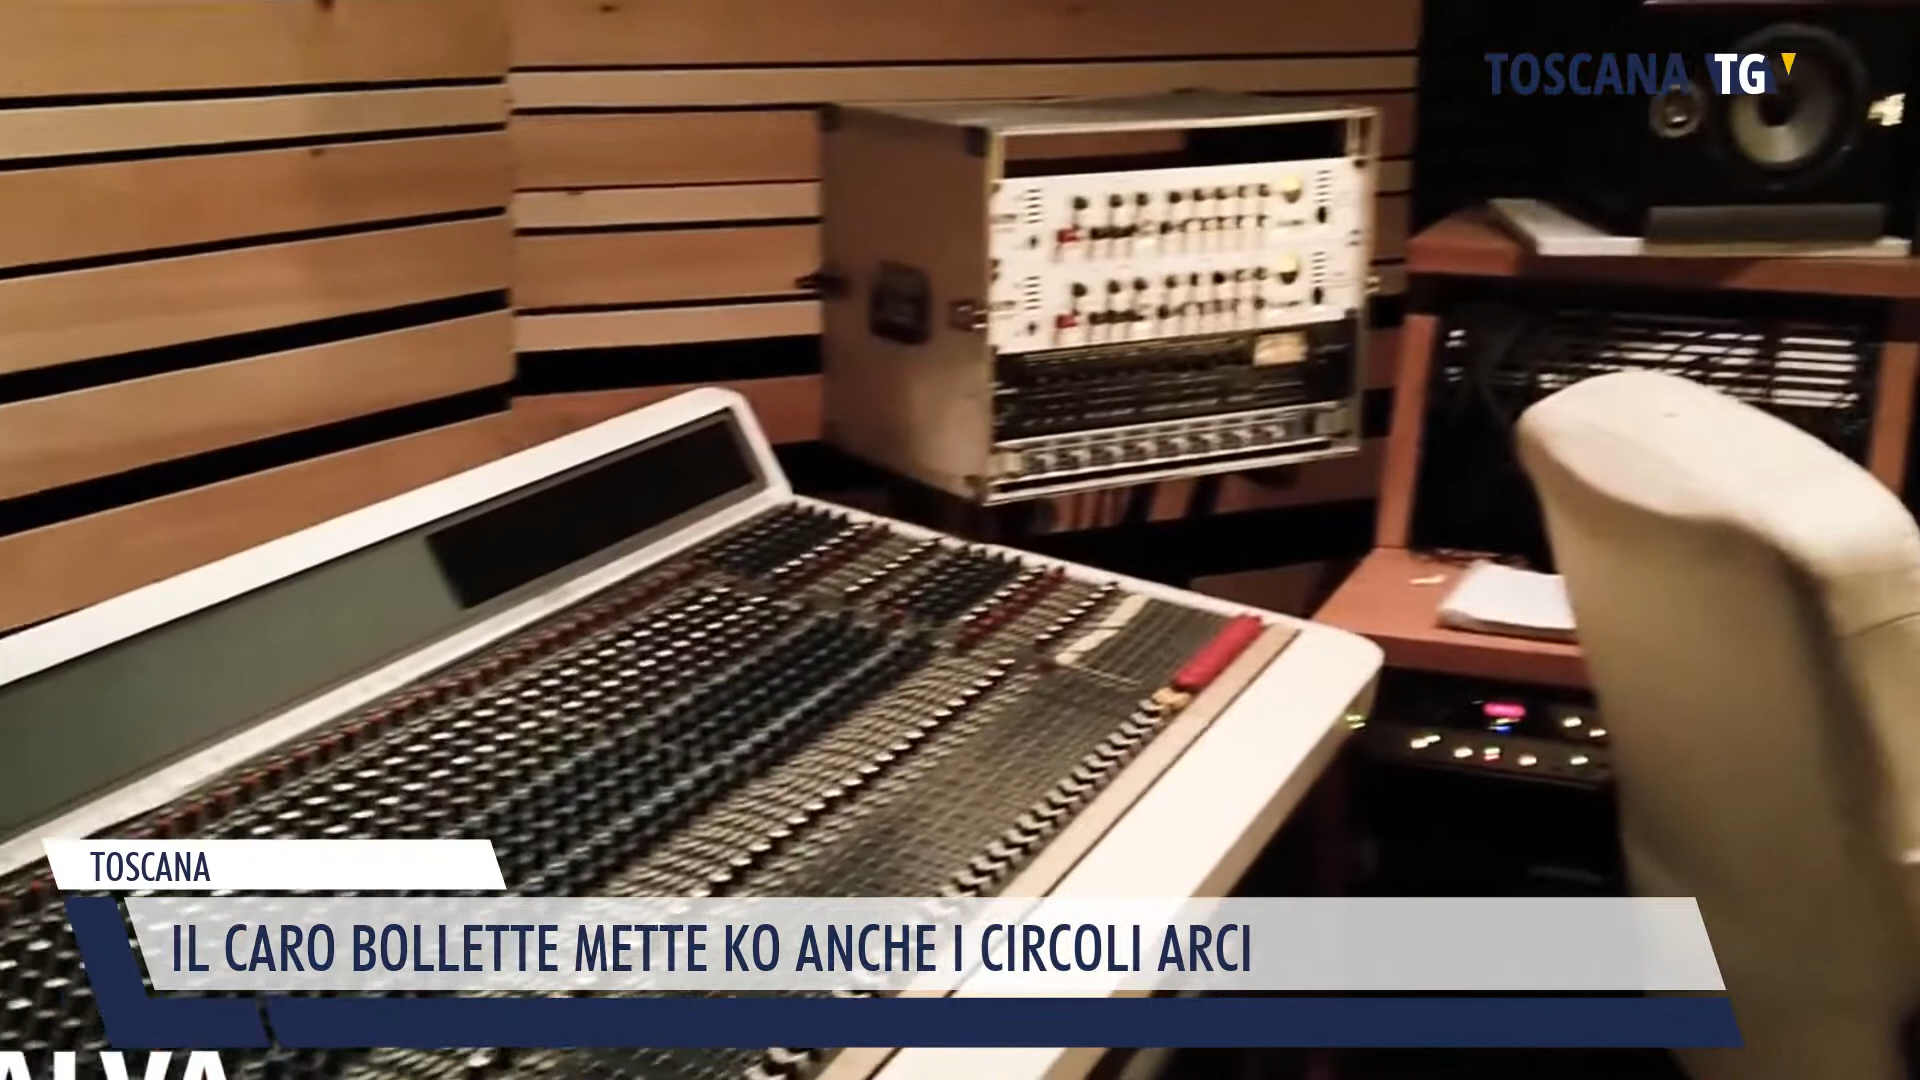 TOSCANA TG
TOSCANA
IL CARO BOLLETTE METTE KO ANCHE I CIRCOLI ARCI